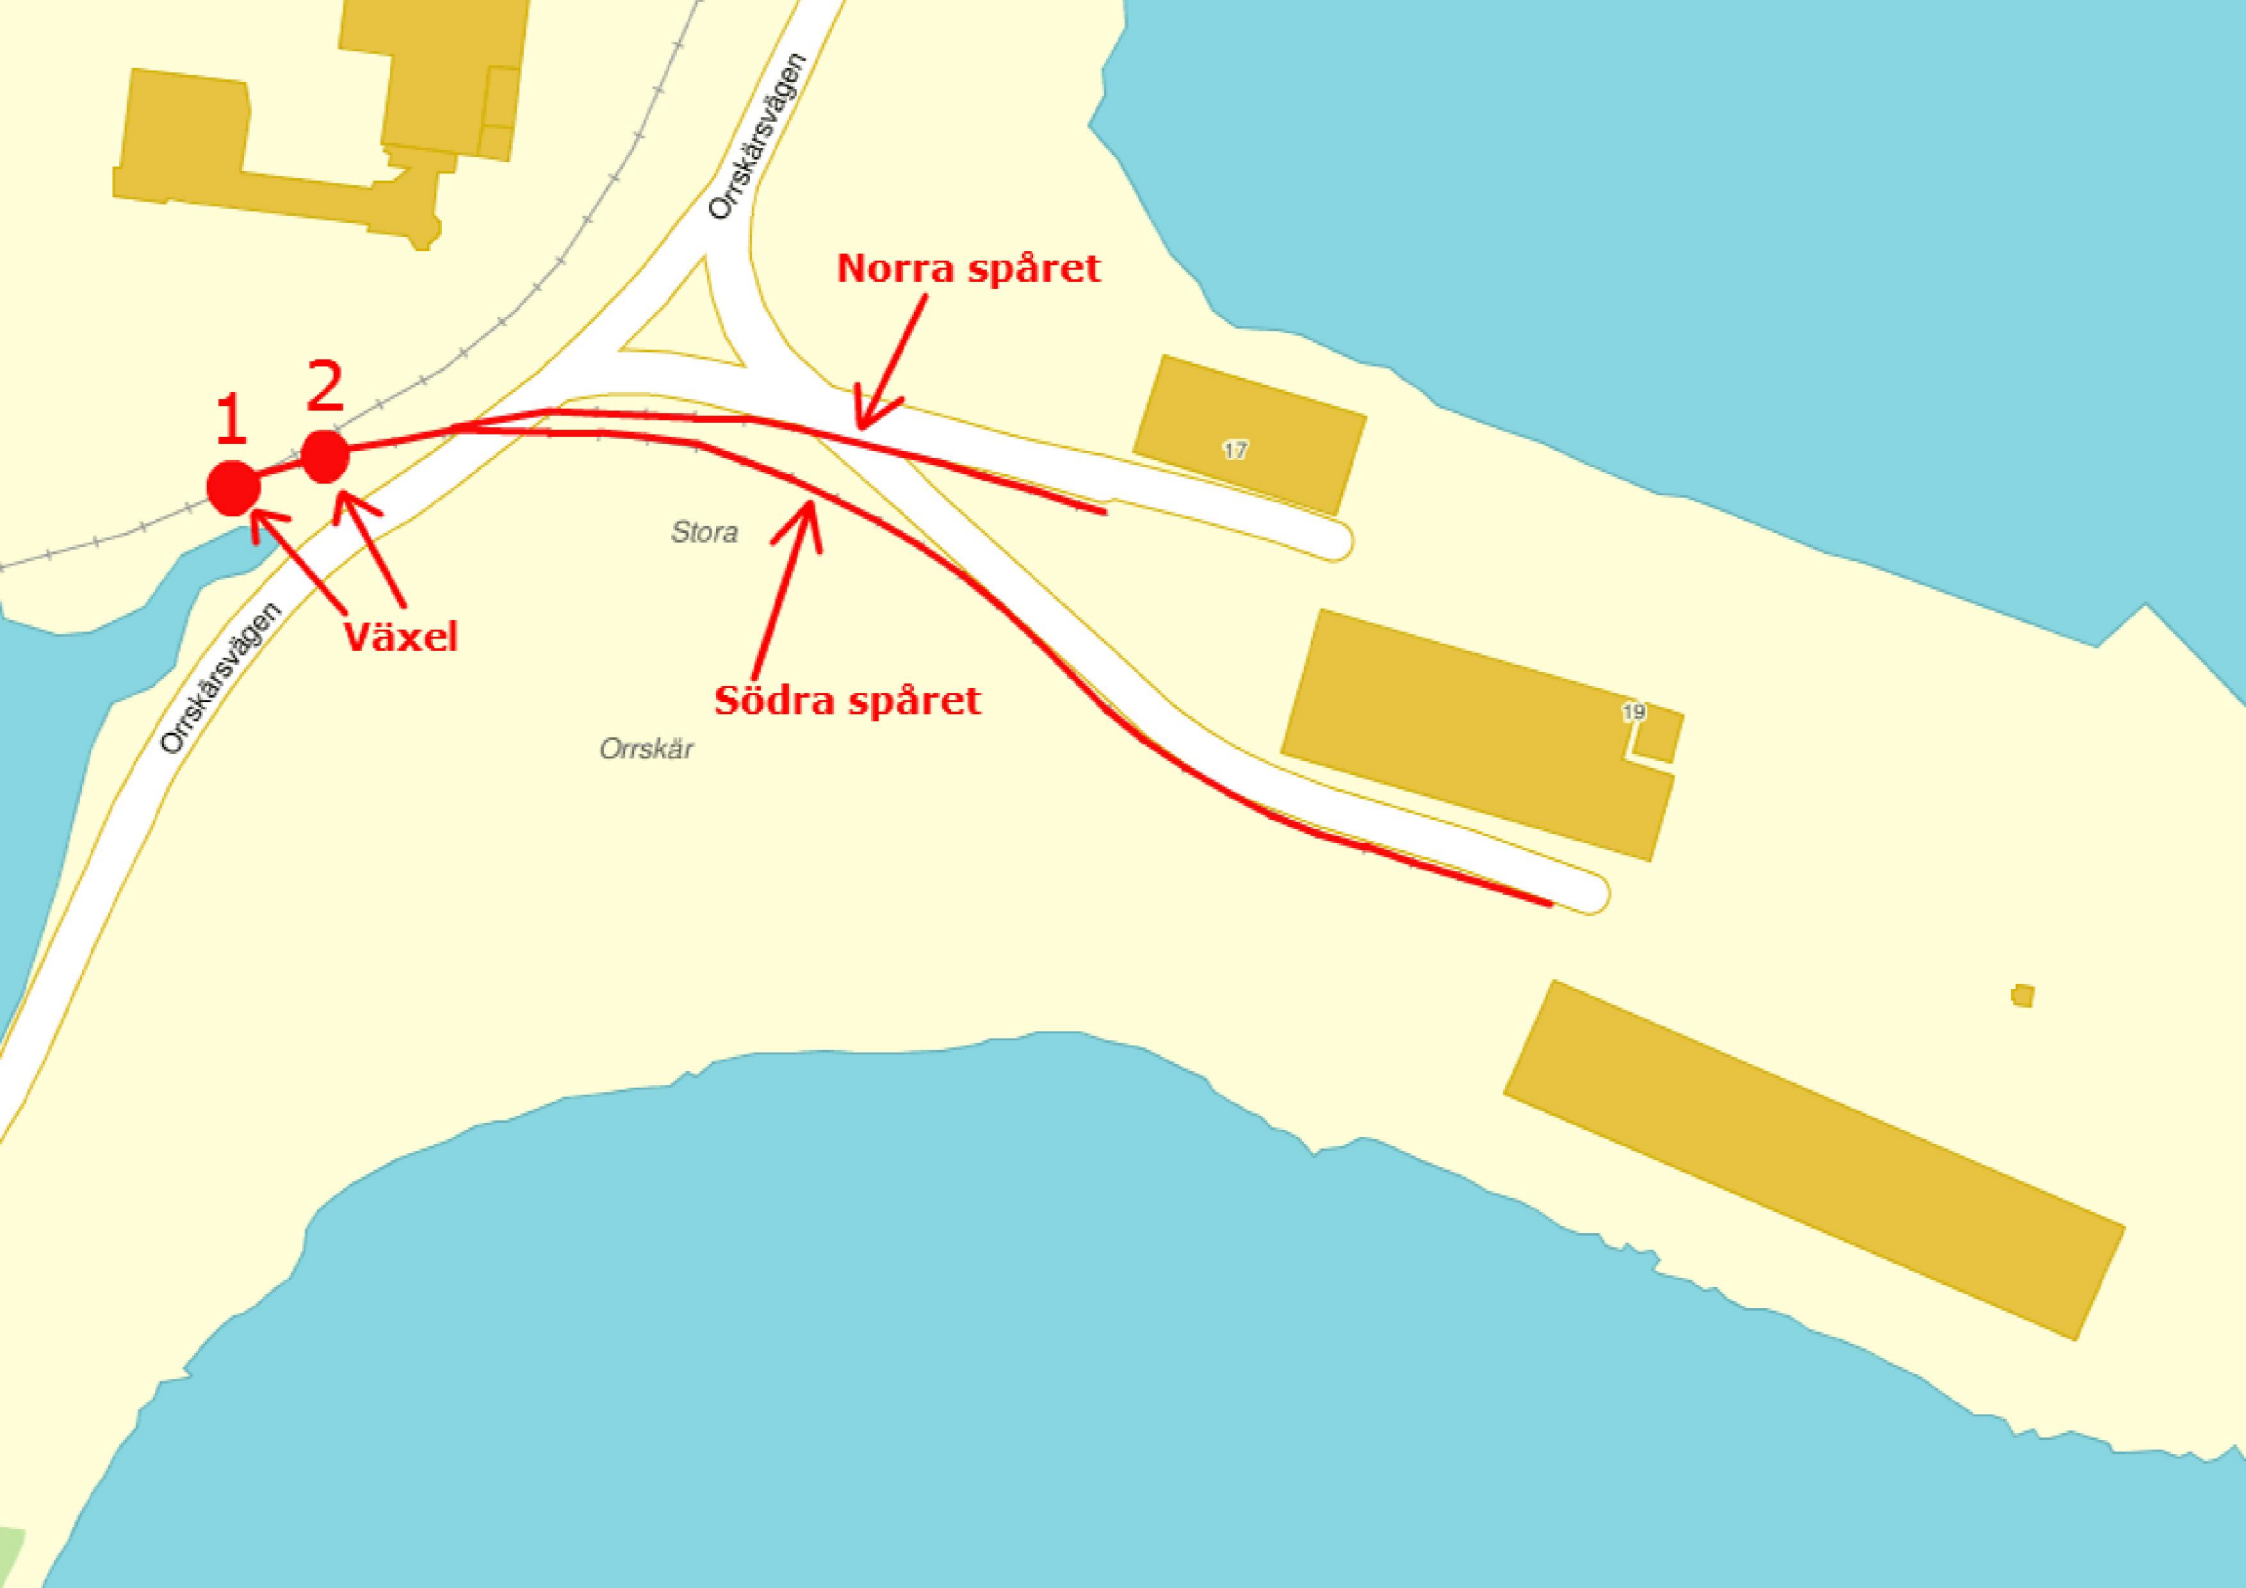 Orrskärsvägen
Norra spåret
2
1
17
Stora
Orrskärsvägen
Växel
Södra spåret
19
Orrskär